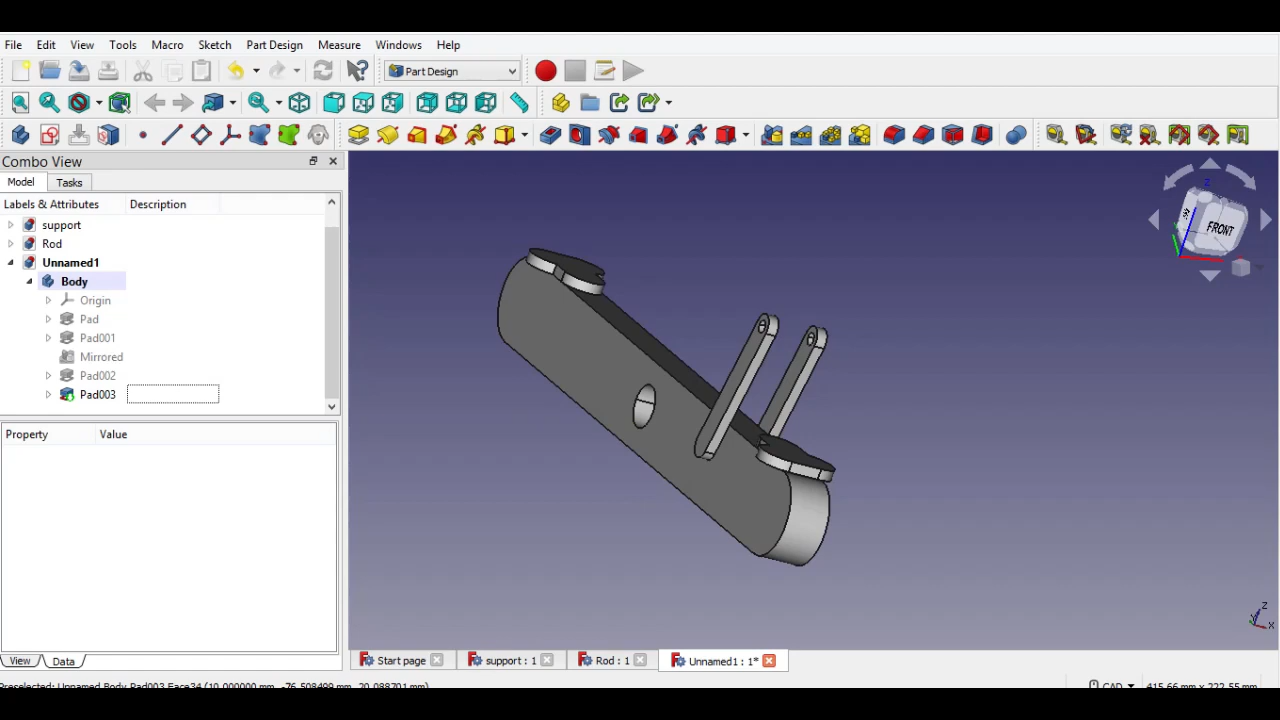 File Edit View Tools Macro Sketch Part Design Measure Windows Help
Part Design
Combo View
Model Tasks
Labels & Attributes Description
support
Rod
Unnamed1
Body
Origin
Pad
Pad001
Mirrored
Pad002
Pad003
Property Value
FRONT
Z
Z
X
View Data
Start page support : 1 Rod : 1 Unnamed1 : 1*
Preselected: Unnamed.Body.Pad003.Face34 (10.000000 mm, -76.508499 mm, 20.088701 mm) CAD 415.66 mm × 222.55 mm